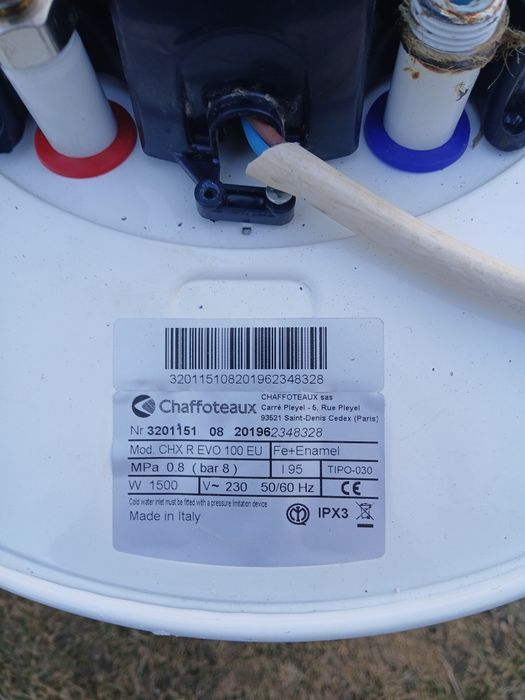 3201151082019623​48328
Chaffoteaux
CHAFFOTEAUX sas
Carré Pleyel - 5, Rue Pleyel
93521 Saint-Denis Cedex (Paris)
Nr 3201151 08 201962348328
Mod. CHX R EVO 100 EU Fe+Enamel
MPa 0.8 (bar 8) l 95 TIPO-030
W 1500 V~ 230 50/60 Hz CE
Cold water inlet must be fitted with a pressure limitation device
Made in Italy IPX3